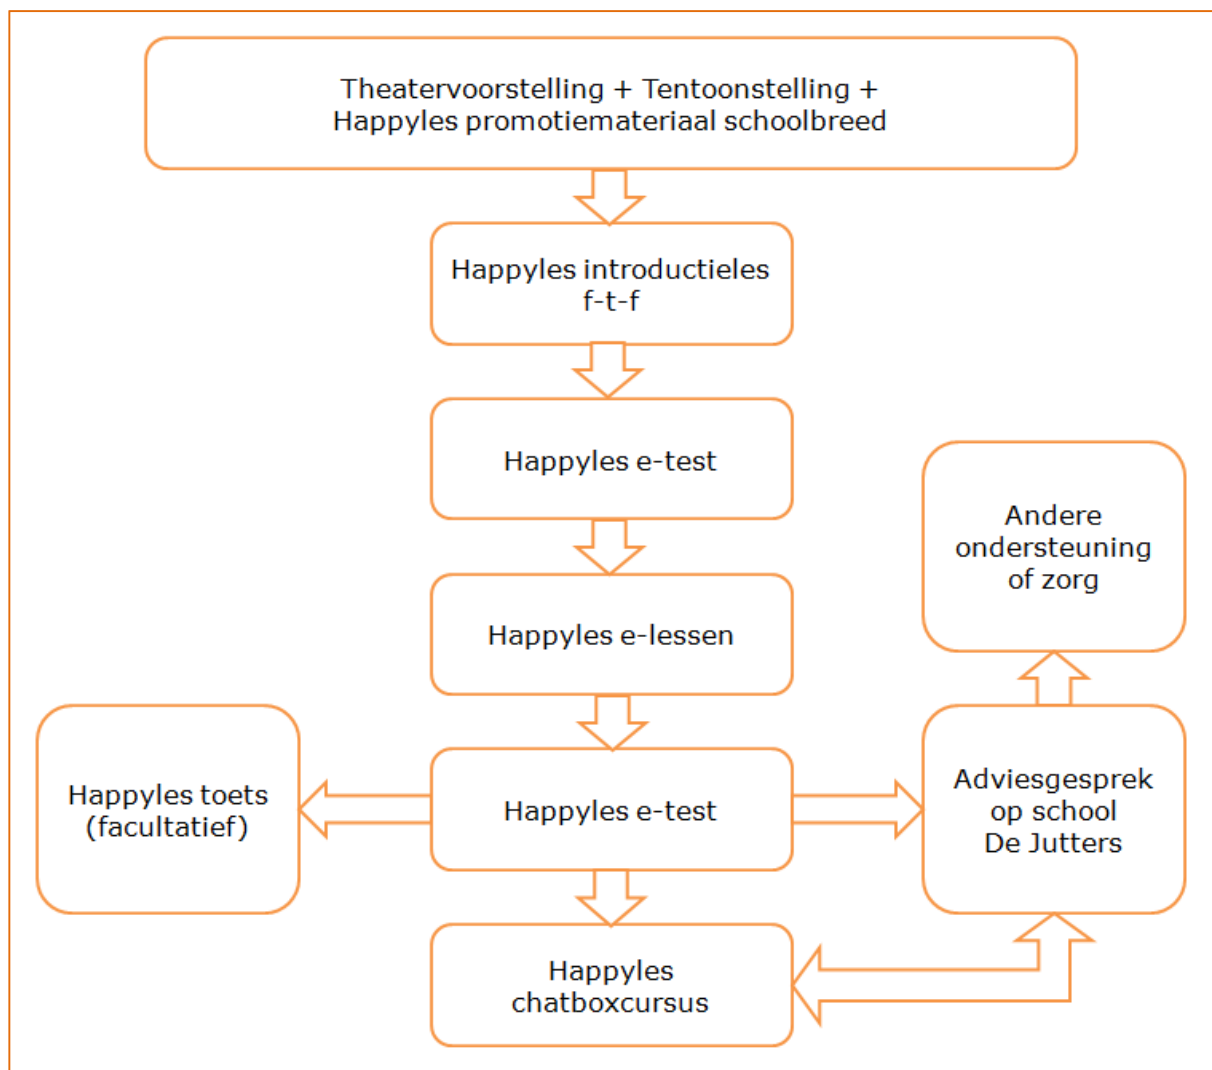 Theatervoorstelling + Tentoonstelling +
Happyles promotiemateriaal schoolbreed
Happyles introductieles
f-t-f
Happyles e-test
Andere
ondersteuning
of zorg
Happyles e-lessen
Happyles toets
(facultatief)
Happyles e-test
Adviesgesprek
op school
De Jutters
Happyles
chatboxcursus